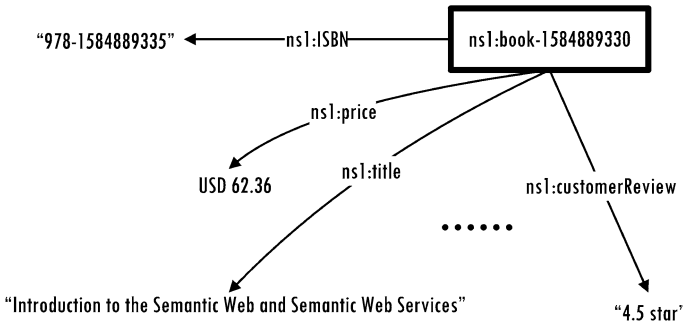 "978-1584889335"
ns1:ISBN
ns1:book-1584889330
ns1:price
USD 62.36
ns1:title
ns1:customerReview
......
"Introduction to the Semantic Web and Semantic Web Services"
"4.5 star"